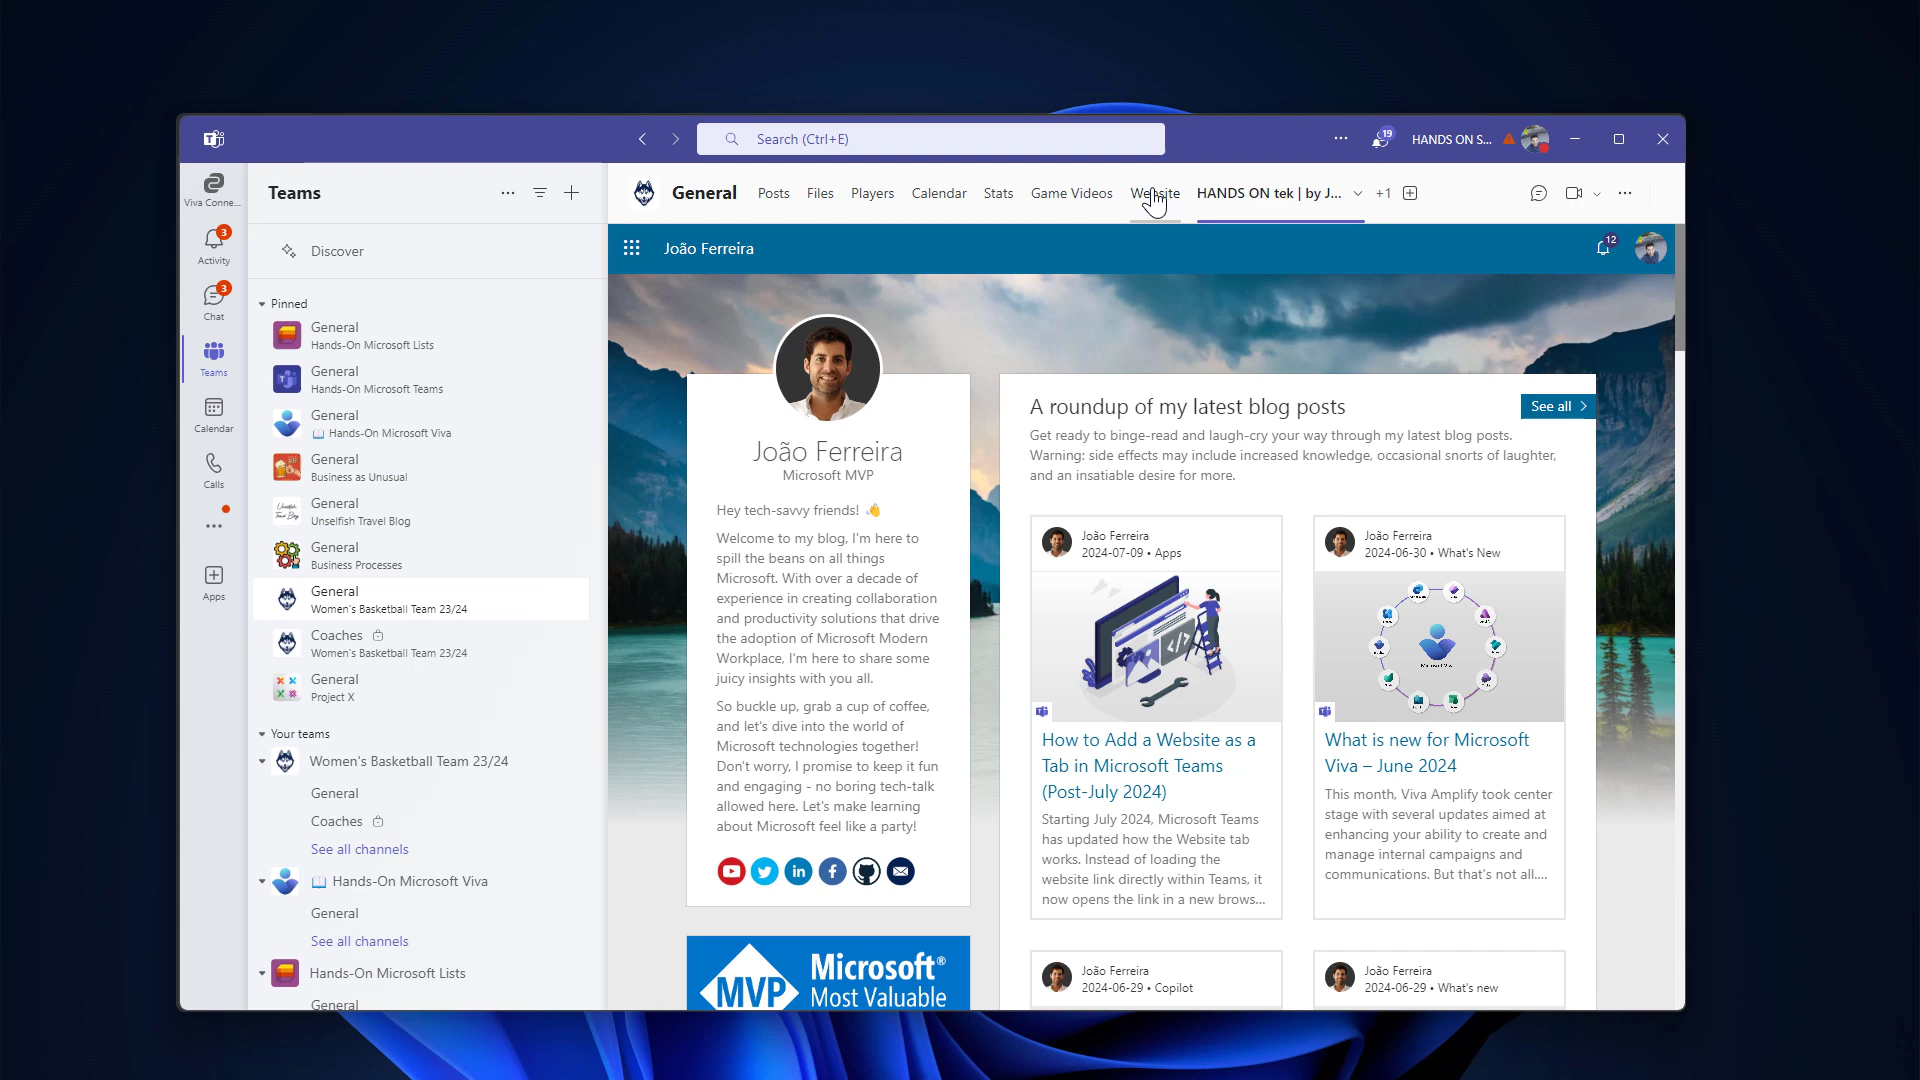 Search (Ctrl+E)
19
HANDS ON S...
Viva Conne...
3
Activity
3
Chat
Teams
Calendar
Calls
Apps
Teams
Discover
Pinned
General
Hands-On Microsoft Lists
General
Hands-On Microsoft Teams
General
📖 Hands-On Microsoft Viva
General
Business as Unusual
General
Unselfish Travel Blog
General
Business Processes
General
Women's Basketball Team 23/24
Coaches
Women's Basketball Team 23/24
General
Project X
Your teams
Women's Basketball Team 23/24
General
Coaches
See all channels
📖 Hands-On Microsoft Viva
General
See all channels
Hands-On Microsoft Lists
General
General Posts Files Players Calendar Stats Game Videos Website HANDS ON tek | by J... +1
João Ferreira
12
João Ferreira
Microsoft MVP
Hey tech-savvy friends! 👋
Welcome to my blog, I'm here to
spill the beans on all things
Microsoft. With over a decade of
experience in creating collaboration
and productivity solutions that drive
the adoption of Microsoft Modern
Workplace, I'm here to share some
juicy insights with you all.
So buckle up, grab a cup of coffee,
and let's dive into the world of
Microsoft technologies together!
Don't worry, I promise to keep it fun
and engaging - no boring tech-talk
allowed here. Let's make learning
about Microsoft feel like a party!
MVP
Microsoft®
Most Valuable
A roundup of my latest blog posts
See all
Get ready to binge-read and laugh-cry your way through my latest blog posts.
Warning: side effects may include increased knowledge, occasional snorts of laughter,
and an insatiable desire for more.
João Ferreira
2024-07-09 • Apps
How to Add a Website as a
Tab in Microsoft Teams
(Post-July 2024)
Starting July 2024, Microsoft Teams
has updated how the Website tab
works. Instead of loading the
website link directly within Teams, it
now opens the link in a new brows...
João Ferreira
2024-06-30 • What's New
Microsoft Viva
What is new for Microsoft
Viva – June 2024
This month, Viva Amplify took center
stage with several updates aimed at
enhancing your ability to create and
manage internal campaigns and
communications. But that's not all....
João Ferreira
2024-06-29 • Copilot
João Ferreira
2024-06-29 • What's new